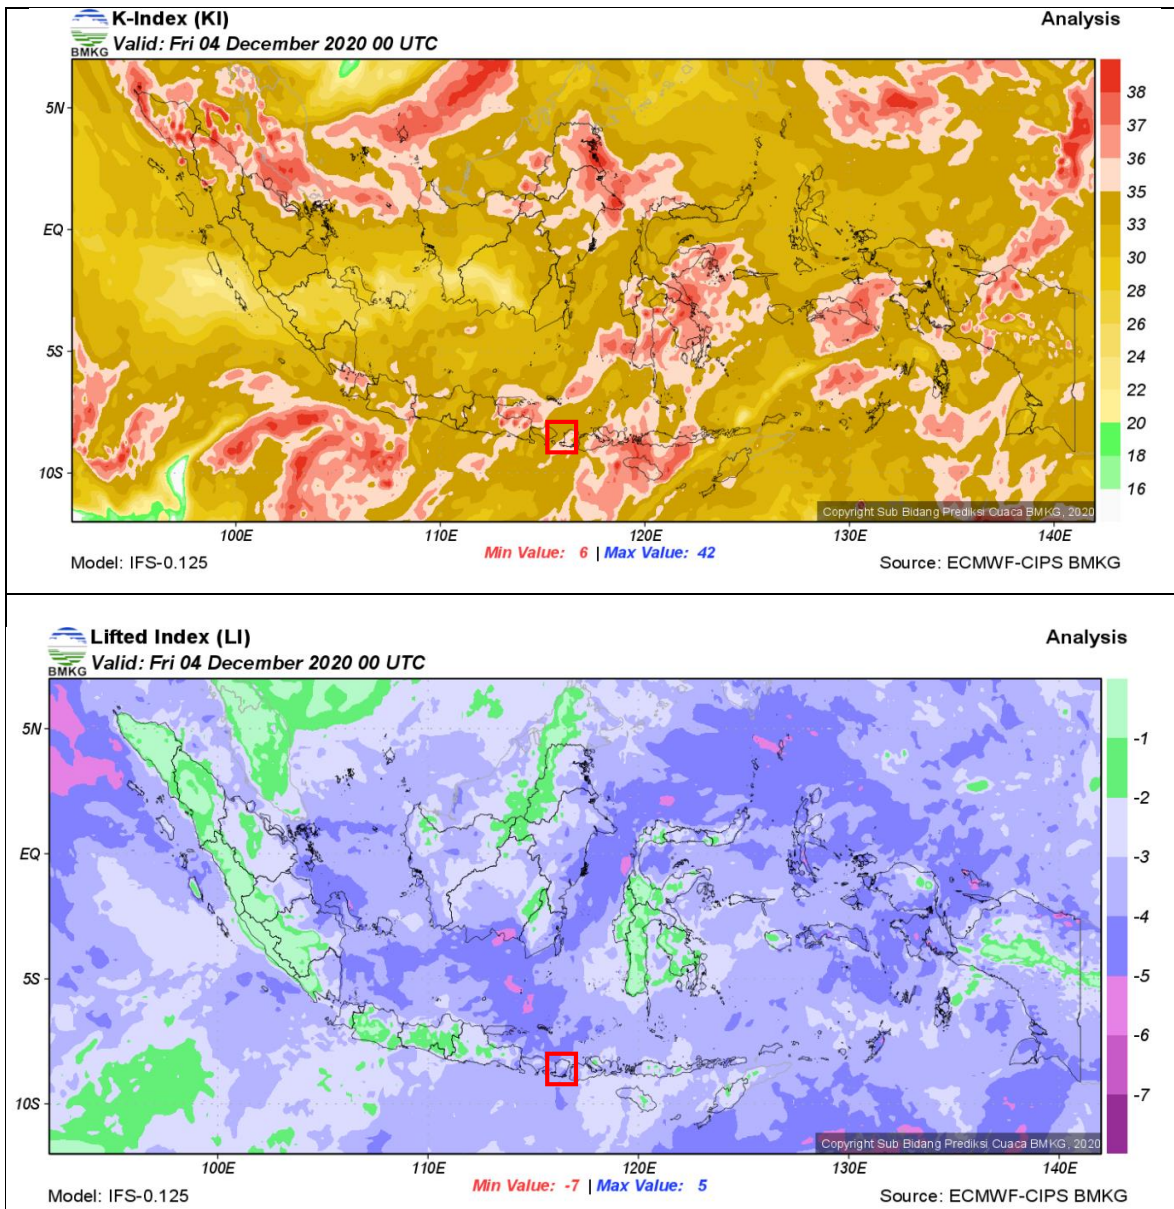 K-Index (KI)
Analysis
BMKG
Valid: Fri 04 December 2020 00 UTC
5N
EQ
5S
10S
38
37
36
35
33
30
28
26
24
22
20
18
16
Copyright Sub Bidang Prediksi Cuaca BMKG, 2020
100E 110E 120E 130E 140E
Min Value: 6 | Max Value: 42
Model: IFS-0.125
Source: ECMWF-CIPS BMKG
Lifted Index (LI)
Analysis
BMKG
Valid: Fri 04 December 2020 00 UTC
5N
EQ
5S
10S
-1
-2
-3
-4
-5
-6
-7
Copyright Sub Bidang Prediksi Cuaca BMKG, 2020
100E 110E 120E 130E 140E
Min Value: -7 | Max Value: 5
Model: IFS-0.125
Source: ECMWF-CIPS BMKG